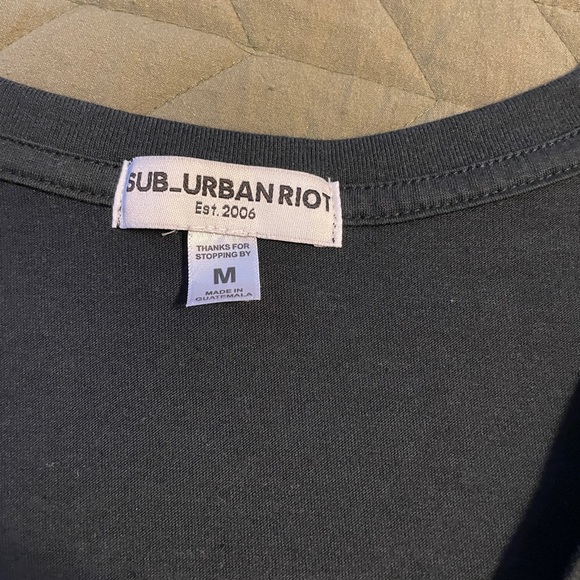 SUB_URBAN RIOT
Est. 2006
THANKS FOR
STOPPING BY
M
MADE IN
GUATEMALA